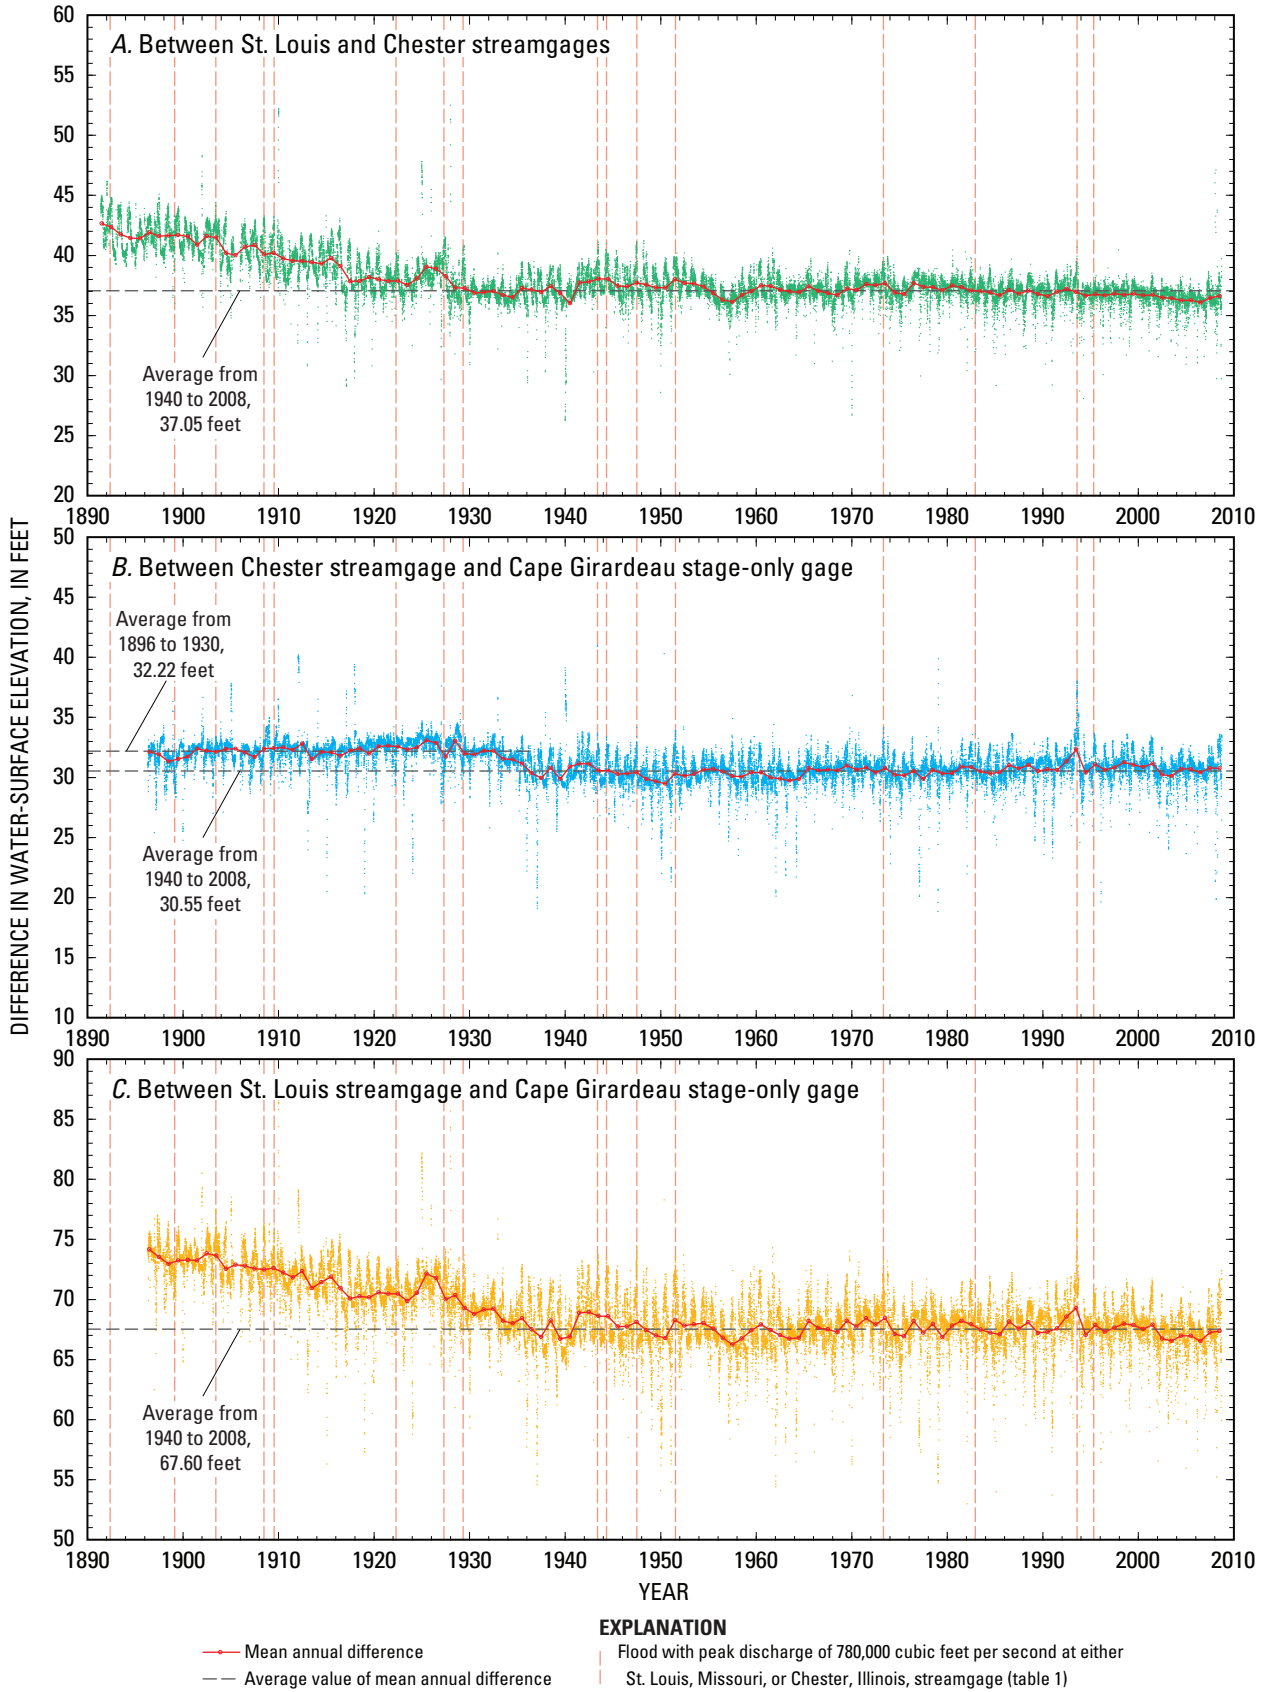 60
55
50
45
40
35
30
25
20
A. Between St. Louis and Chester streamgages
Average from
1940 to 2008,
37.05 feet
1890 1900 1910 1920 1930 1940 1950 1960 1970 1980 1990 2000 2010
DIFFERENCE IN WATER-SURFACE ELEVATION, IN FEET
50
45
40
35
30
25
20
15
10
B. Between Chester streamgage and Cape Girardeau stage-only gage
Average from
1896 to 1930,
32.22 feet
Average from
1940 to 2008,
30.55 feet
1890 1900 1910 1920 1930 1940 1950 1960 1970 1980 1990 2000 2010
90
85
80
75
70
65
60
55
50
C. Between St. Louis streamgage and Cape Girardeau stage-only gage
Average from
1940 to 2008,
67.60 feet
1890 1900 1910 1920 1930 1940 1950 1960 1970 1980 1990 2000 2010
YEAR
EXPLANATION
Mean annual difference
Average value of mean annual difference
Flood with peak discharge of 780,000 cubic feet per second at either
St. Louis, Missouri, or Chester, Illinois, streamgage (table 1)